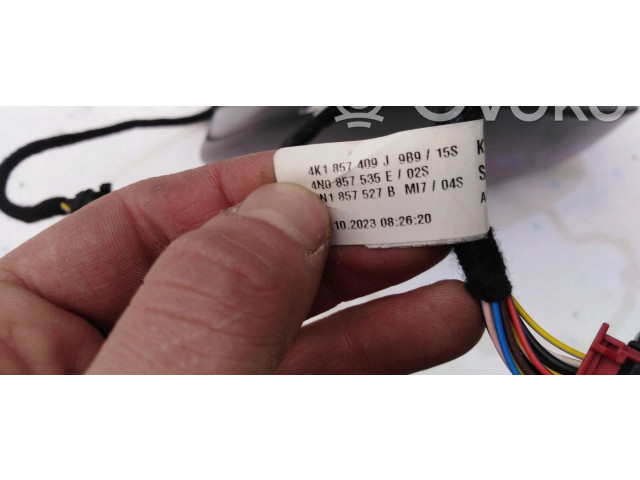 4K1 857 409 J 9B9 / 15S
4N0 857 535 E / 02S
N1 857 527 B MI7 / 04S
10.2023 08:26:20
K
S
A